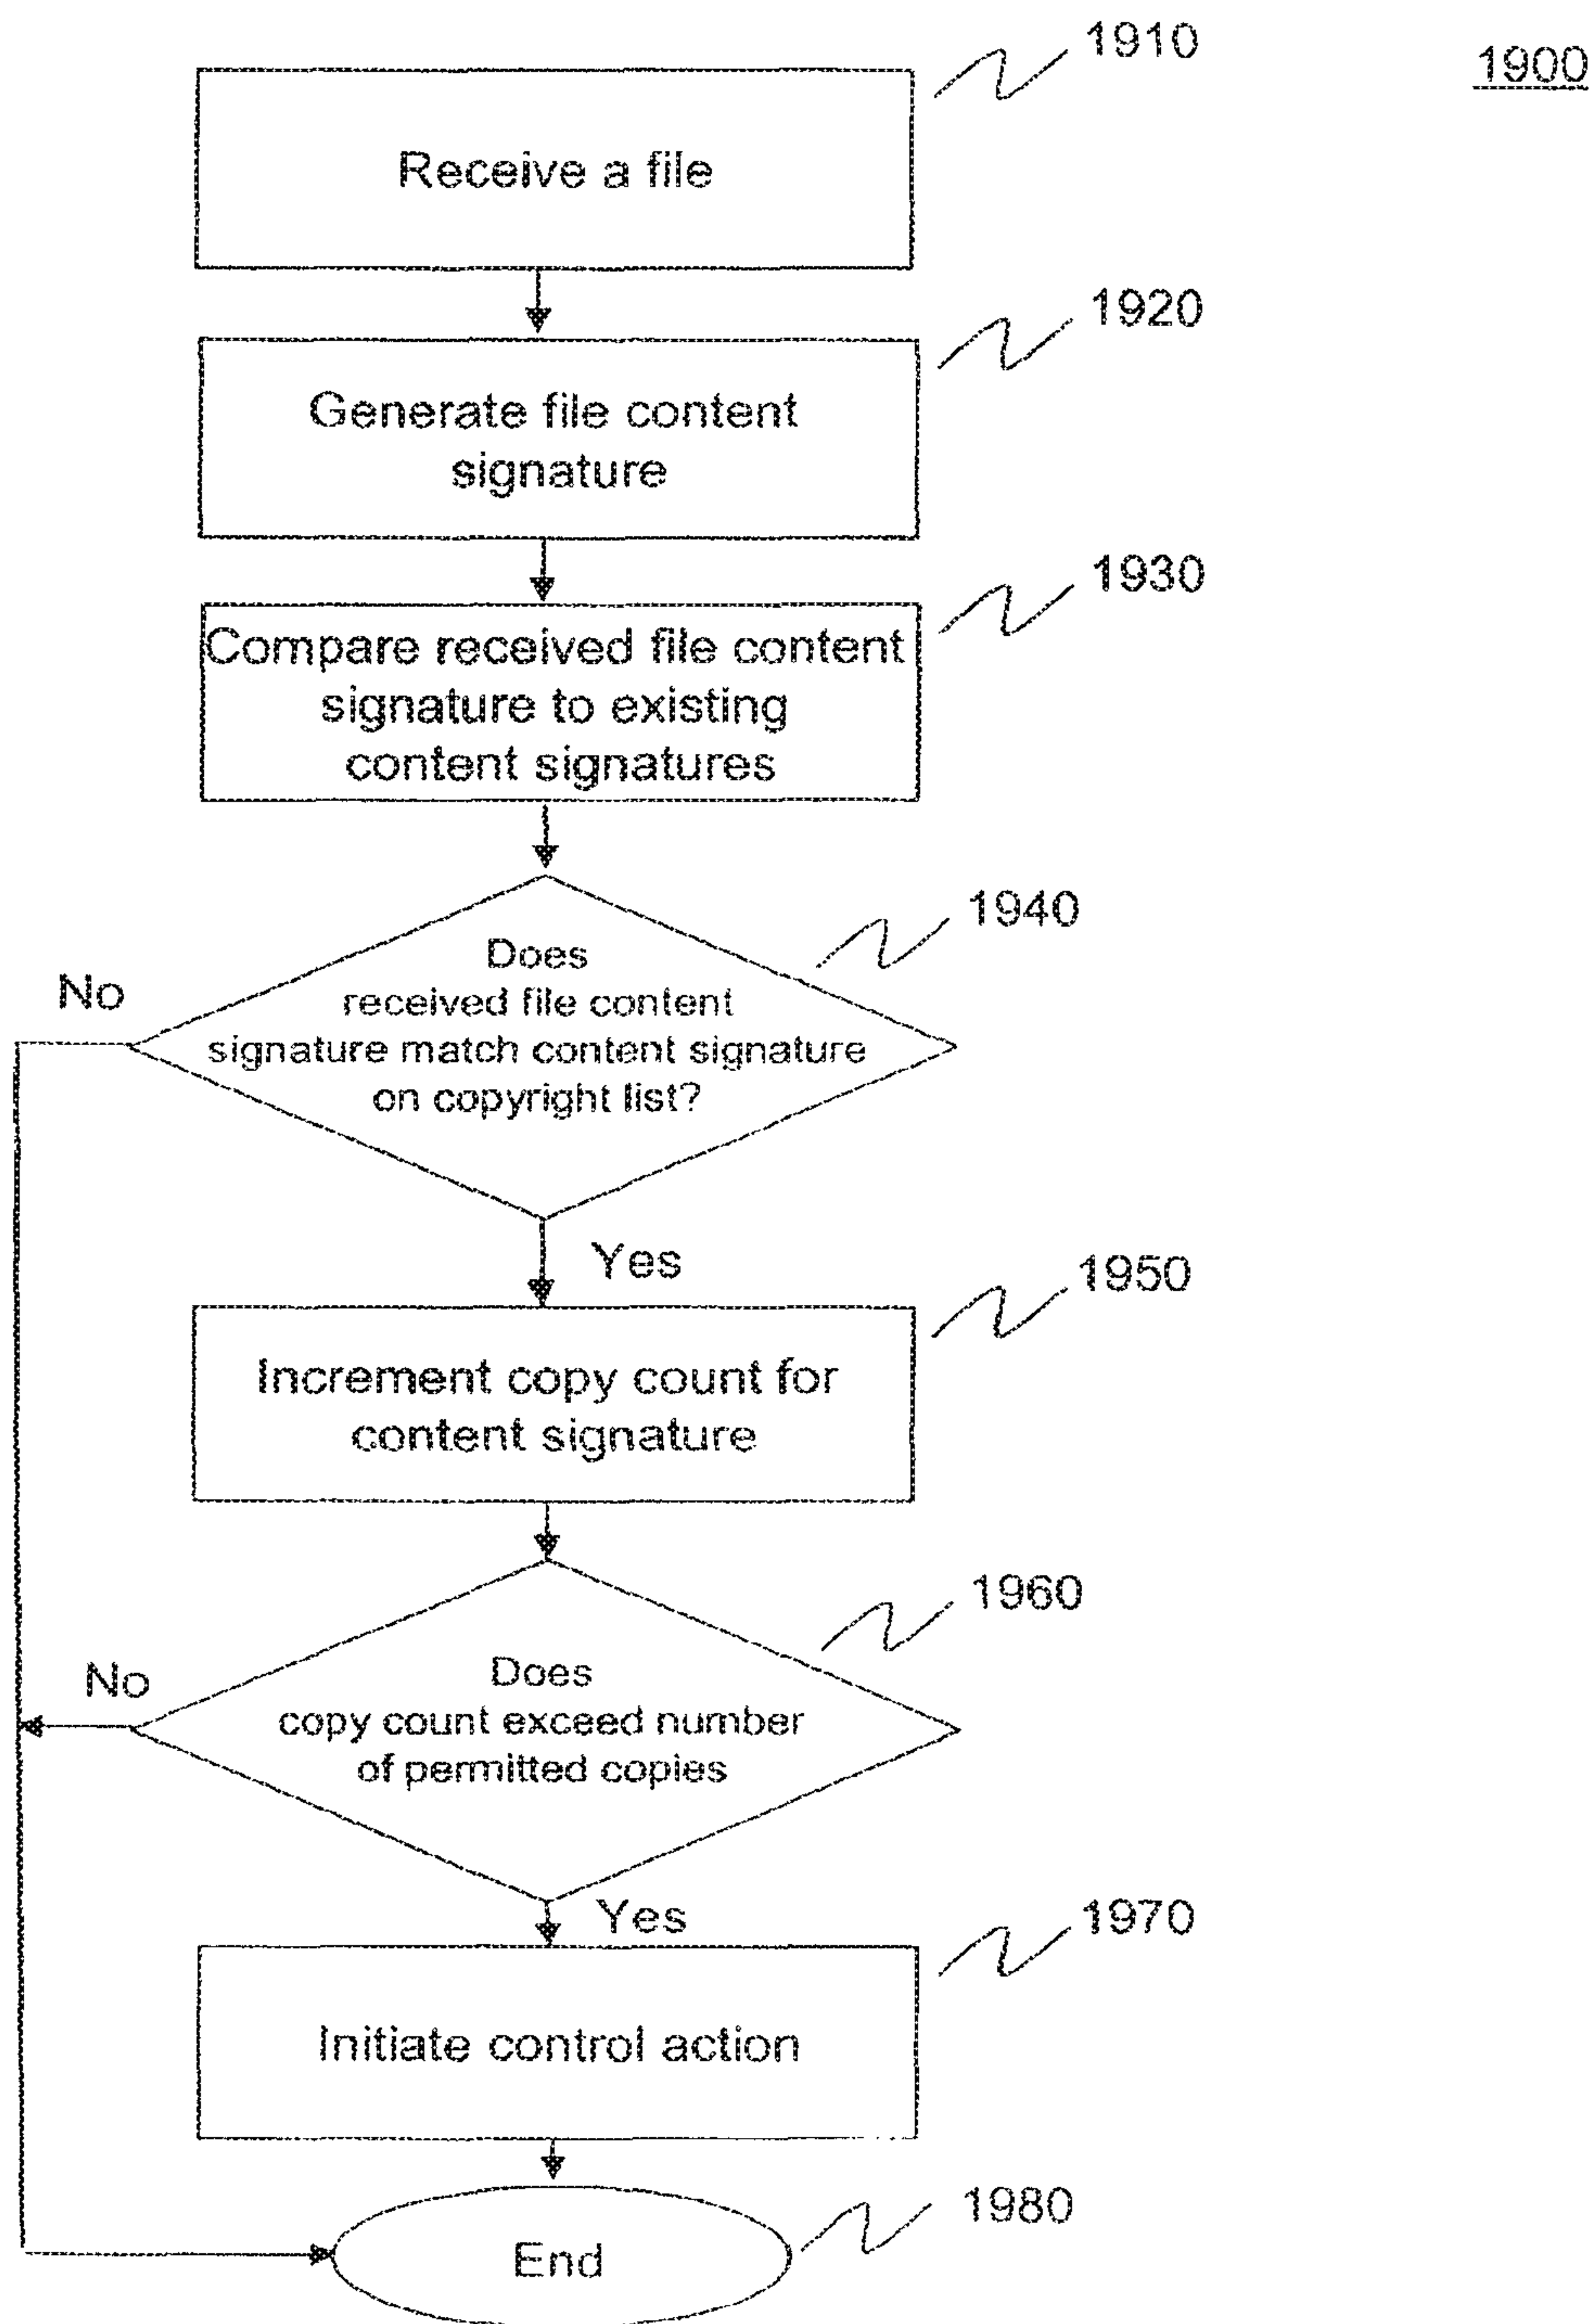 1900
1910
Receive a file
1920
Generate file content
signature
1930
Compare received file content
signature to existing
content signatures
1940
No
Does
received file content
signature match content signature
on copyright list?
Yes
1950
Increment copy count for
content signature
1960
No
Does
copy count exceed number
of permitted copies
Yes
1970
Initiate control action
1980
End